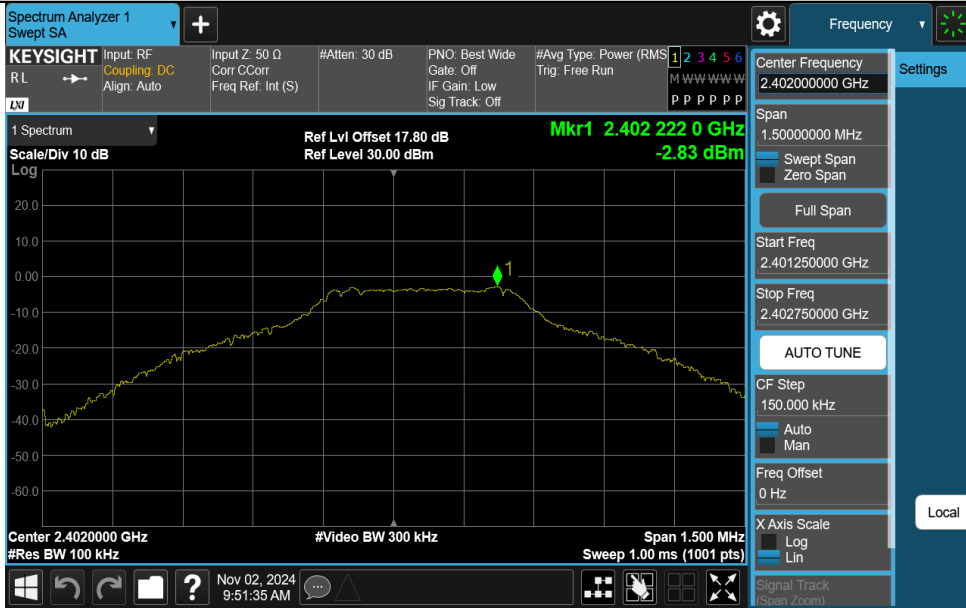 Spectrum Analyzer 1
Swept SA
+
Frequency
KEYSIGHT
RL
LXI
Input: RF
Coupling: DC
Align: Auto
Input Z: 50 Ω
Corr CCorr
Freq Ref: Int (S)
#Atten: 30 dB
PNO: Best Wide
Gate: Off
IF Gain: Low
Sig Track: Off
#Avg Type: Power (RMS
Trig: Free Run
1 2 3 4 5 6
M W W W W W
P P P P P P
1 Spectrum
Scale/Div 10 dB
Log
Ref Lvl Offset 17.80 dB
Ref Level 30.00 dBm
Mkr1 2.402 222 0 GHz
-2.83 dBm
20.0
10.0
0.00
-10.0
-20.0
-30.0
-40.0
-50.0
-60.0
1
Center 2.4020000 GHz
#Res BW 100 kHz
#Video BW 300 kHz
Span 1.500 MHz
Sweep 1.00 ms (1001 pts)
Nov 02, 2024
9:51:35 AM
?
Center Frequency
2.402000000 GHz
Span
1.50000000 MHz
Swept Span
Zero Span
Full Span
Start Freq
2.401250000 GHz
Stop Freq
2.402750000 GHz
AUTO TUNE
CF Step
150.000 kHz
Auto
Man
Freq Offset
0 Hz
X Axis Scale
Log
Lin
Signal Track
(Span Zoom)
Settings
Local